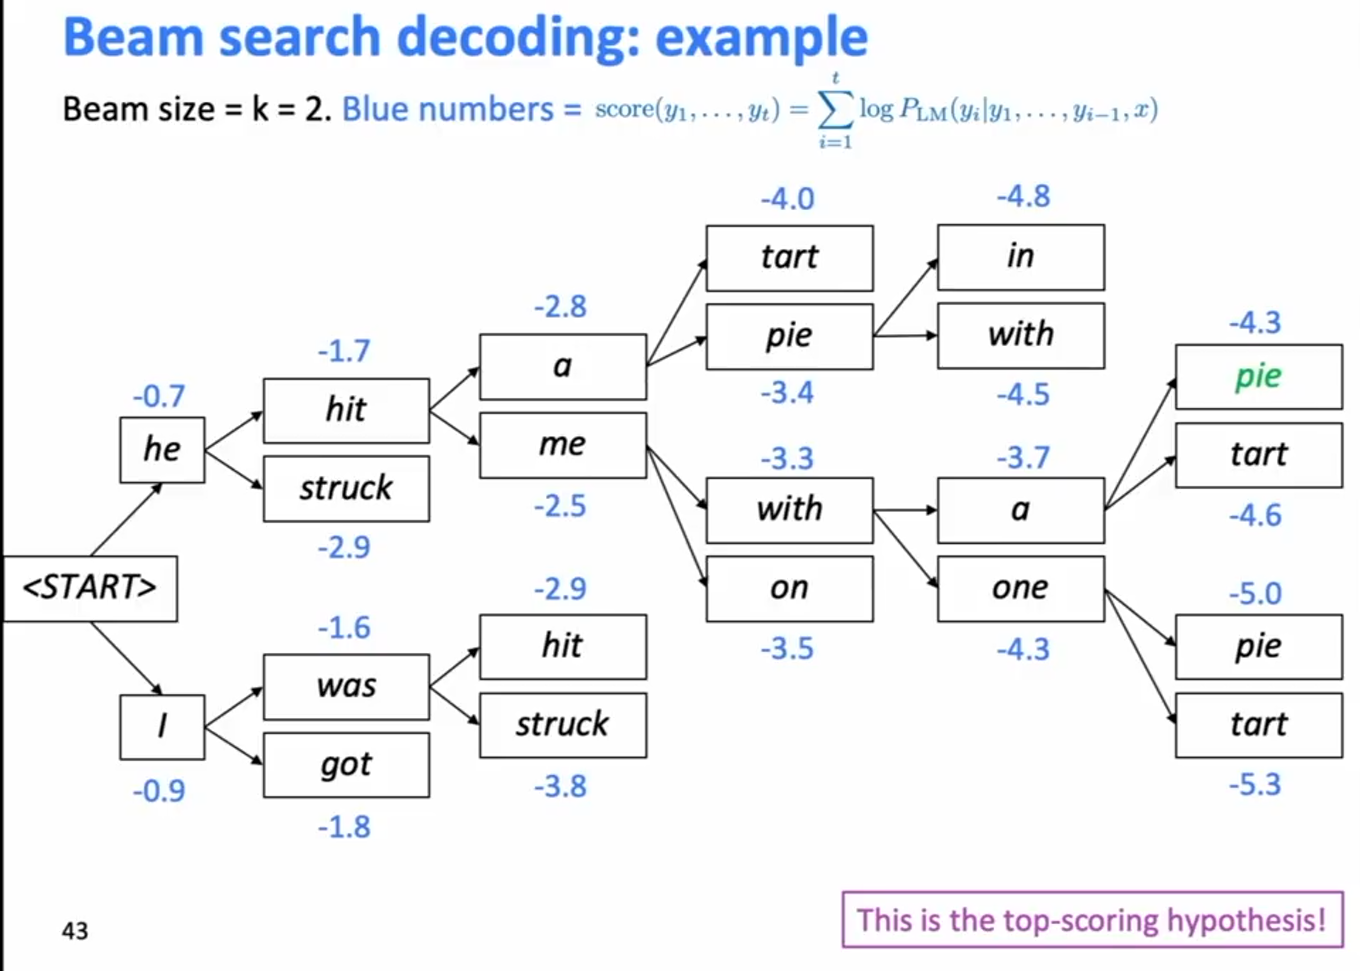 Beam search decoding: example
Beam size = k = 2. Blue numbers = score(y₁, . . . , yₜ) = ∑ᵢ₌₁ᵗ log P_LM(yᵢ|y₁, . . . , yᵢ₋₁, x)
<START>
-0.7
he
I
-0.9
-1.7
hit
struck
-2.9
-1.6
was
got
-1.8
-2.8
a
me
-2.5
-2.9
hit
struck
-3.8
-4.0
tart
pie
-3.4
-3.3
with
on
-3.5
-4.8
in
with
-4.5
-3.7
a
one
-4.3
-4.3
pie
tart
-4.6
-5.0
pie
tart
-5.3
43
This is the top-scoring hypothesis!